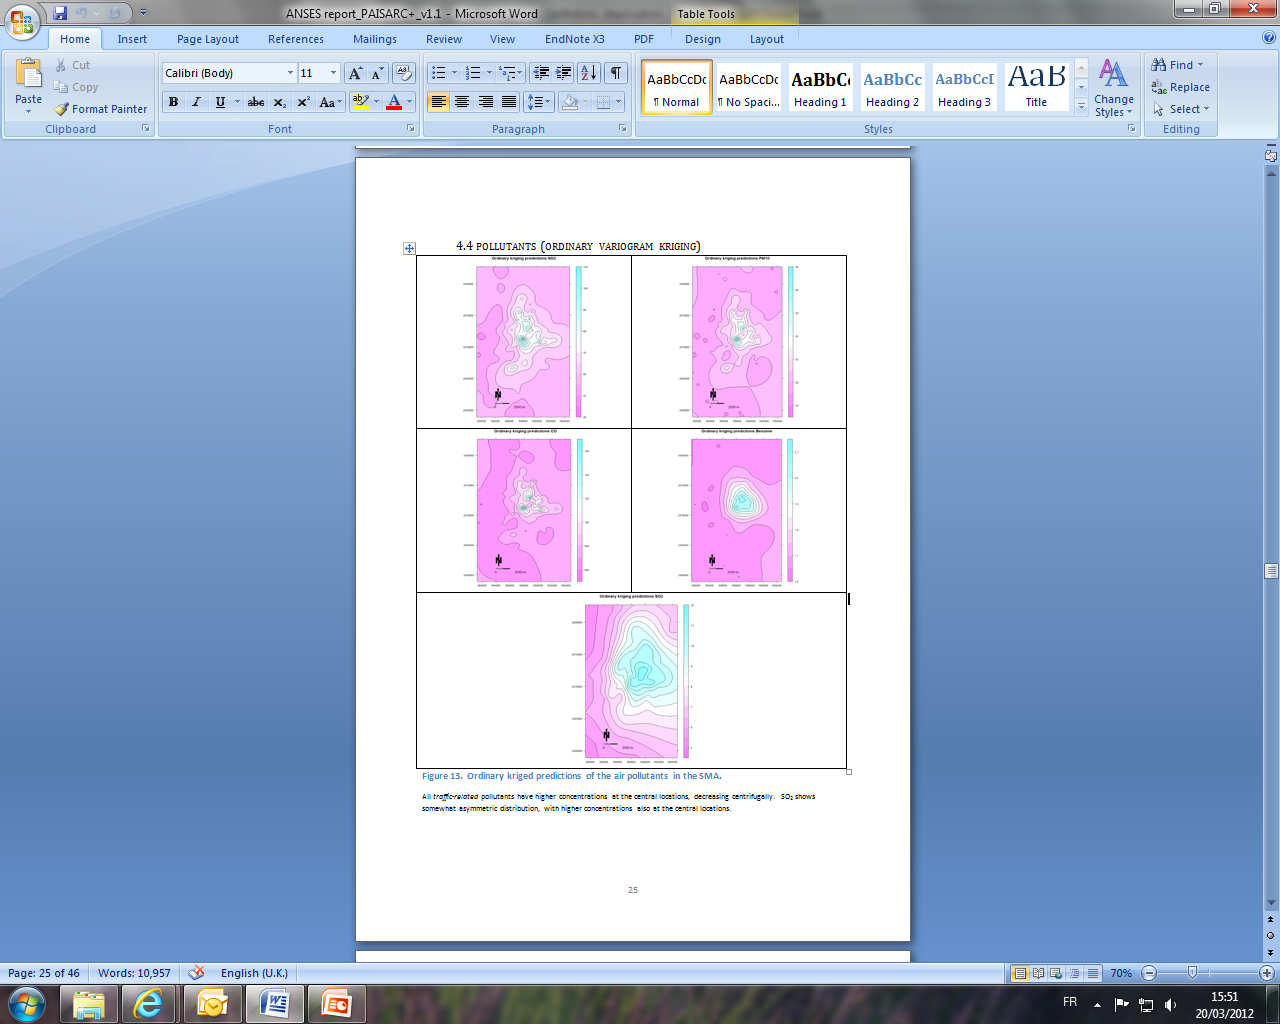 ANSES report_PAISARC+_v1.1 - Microsoft Word
Table Tools
Home Insert Page Layout References Mailings Review View EndNote X3 PDF Design Layout
Paste
Cut
Copy
Format Painter
Clipboard
Calibri (Body) 11
B I U abc X₂ X² Aa
Font
Paragraph
AaBbCcDc AaBbCcDc AaBbC AaBbCc AaBbCcI AaB
¶ Normal ¶ No Spaci... Heading 1 Heading 2 Heading 3 Title
Change Styles
Styles
Find
Replace
Select
Editing
4.4 POLLUTANTS (ORDINARY VARIOGRAM KRIGING)
Ordinary kriging predictions NO2
Ordinary kriging predictions PM10
Ordinary kriging predictions CO
Ordinary kriging predictions Benzene
Ordinary kriging predictions SO2
Figure 13. Ordinary kriged predictions of the air pollutants in the SMA.
All traffic-related pollutants have higher concentrations at the central locations, decreasing centrifugally. SO₂ shows
somewhat asymmetric distribution, with higher concentrations also at the central locations.
25
Page: 25 of 46 Words: 10,957 English (U.K.) 70%
FR
15:51
20/03/2012